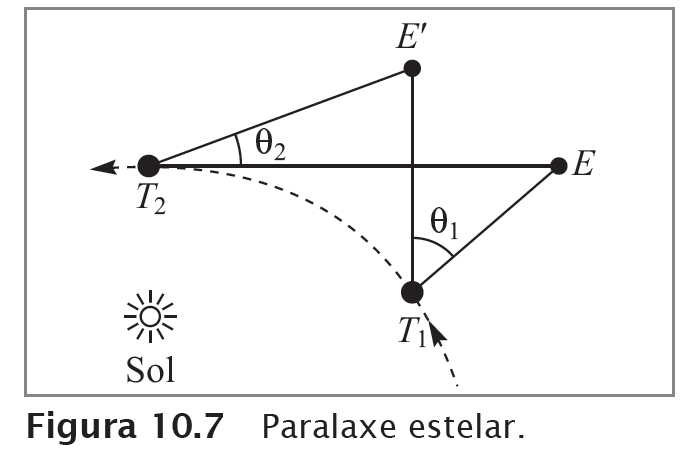 E'
θ2
E
T2
θ1
T1
Sol
Figura 10.7 Paralaxe estelar.